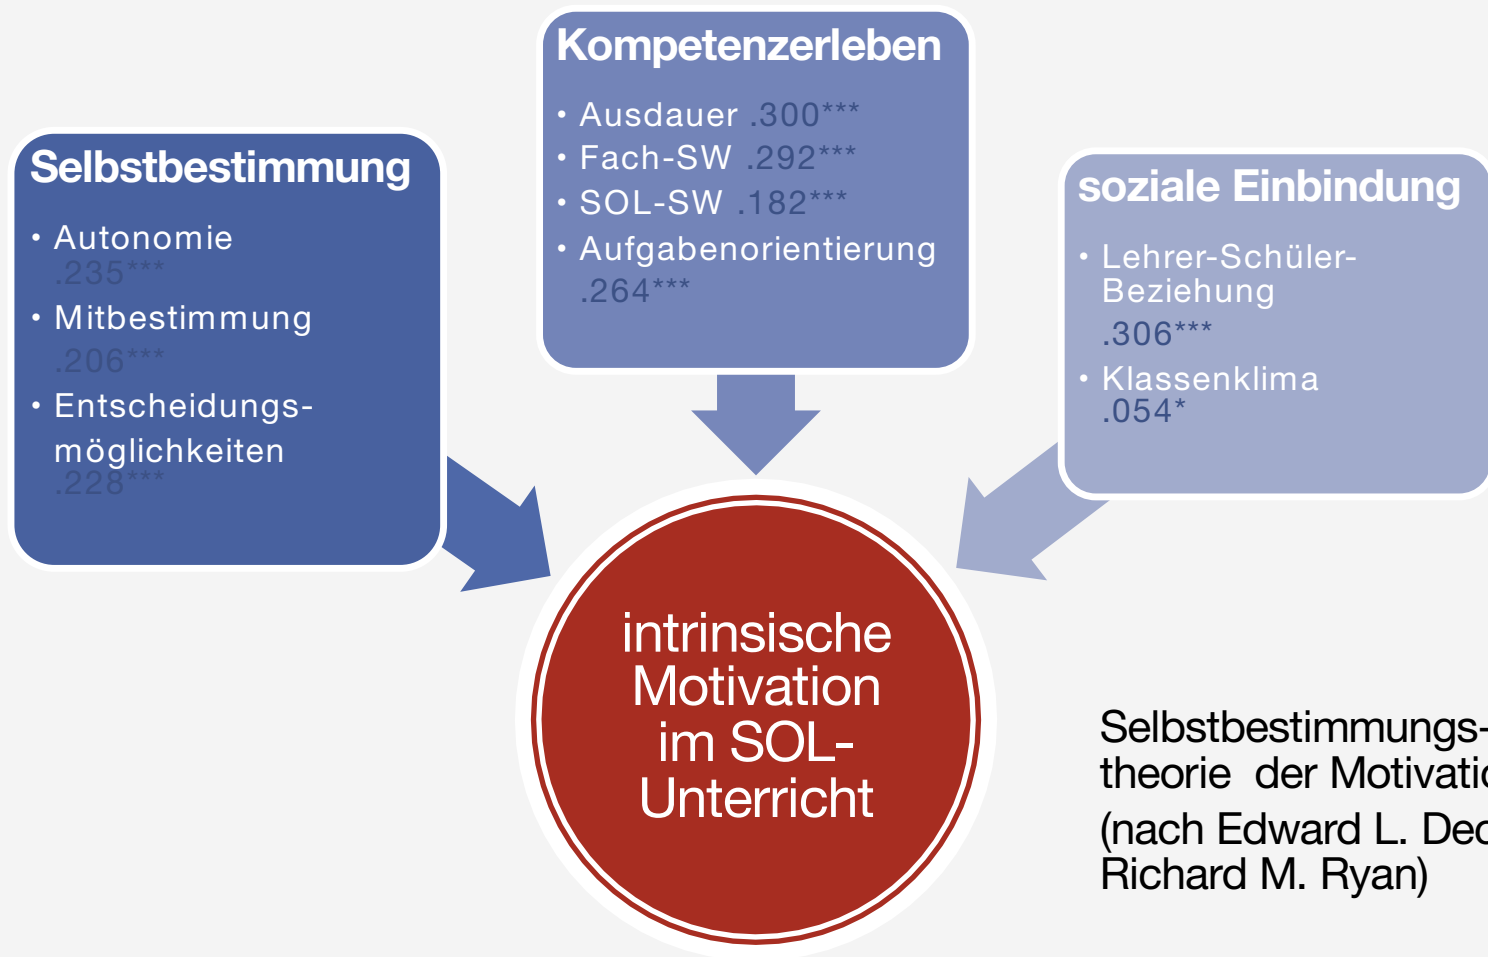 Kompetenzerleben
• Ausdauer .300***
• Fach-SW .292***
• SOL-SW .182***
• Aufgabenorientierung
.264***
Selbstbestimmung
• Autonomie
.235***
• Mitbestimmung
.206***
• Entscheidungs-
möglichkeiten
.228***
soziale Einbindung
• Lehrer-Schüler-
Beziehung
.306***
• Klassenklima
.054*
intrinsische
Motivation
im SOL-
Unterricht
Selbstbestimmungs-
theorie der Motivatio
(nach Edward L. Dec
Richard M. Ryan)